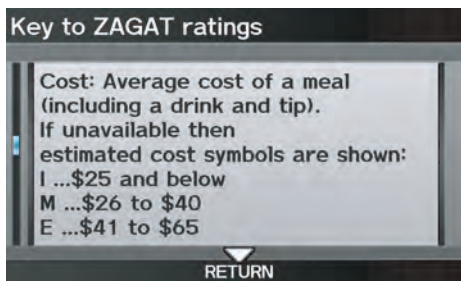 Key to ZAGAT ratings
Cost: Average cost of a meal
(including a drink and tip).
If unavailable then
estimated cost symbols are shown:
I ...$25 and below
M ...$26 to $40
E ...$41 to $65
RETURN